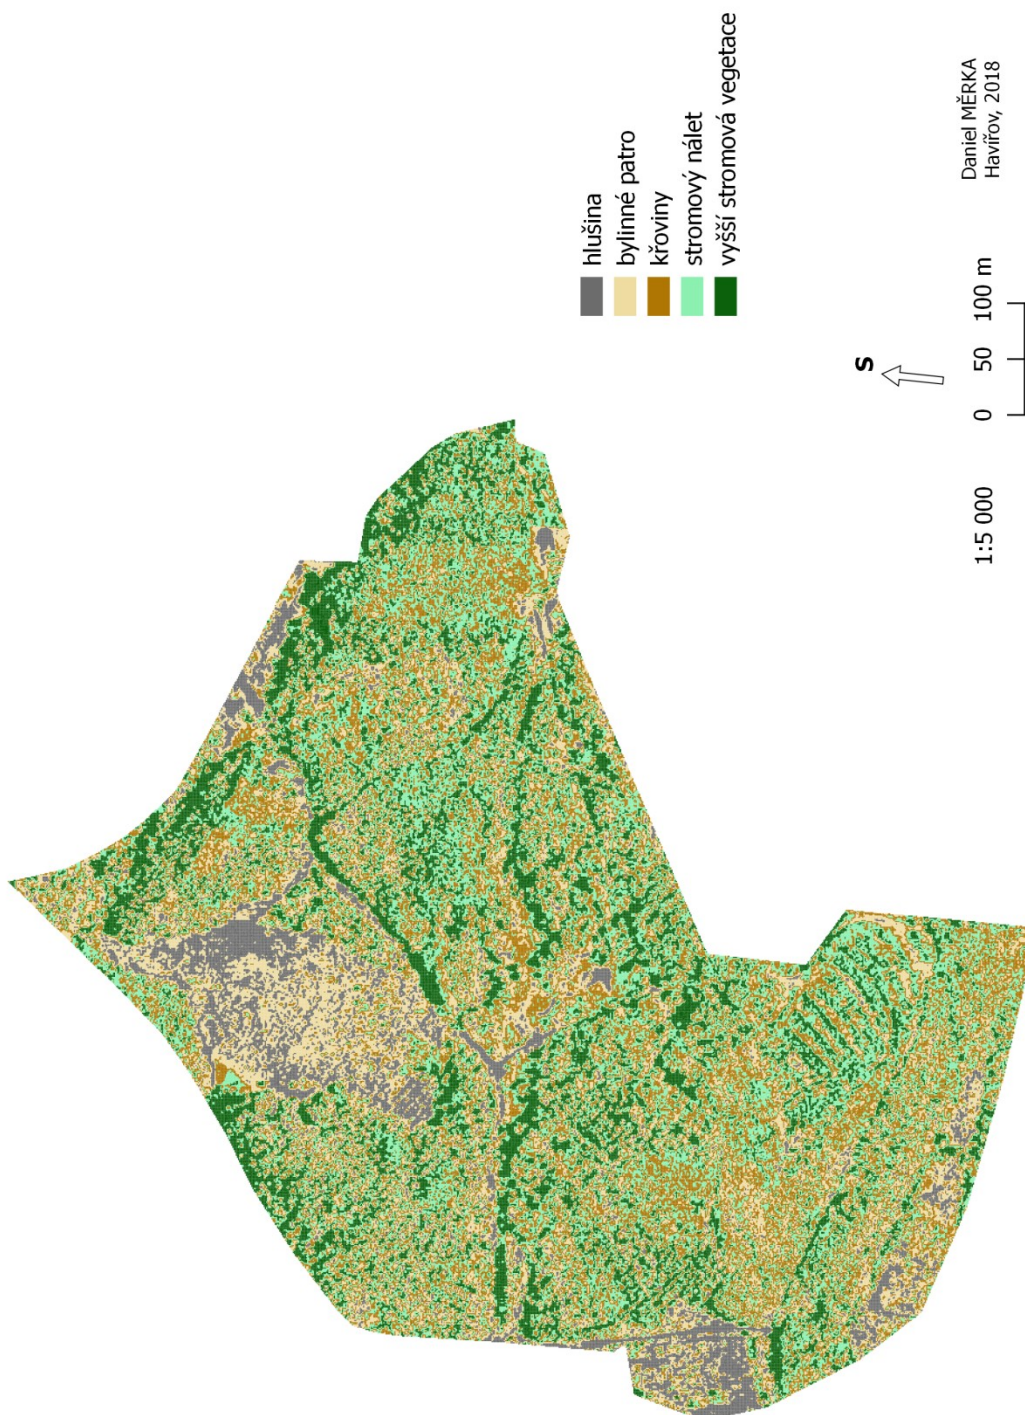 hlušina
bylinné patro
křoviny
stromový nálet
vyšší stromová vegetace
S
1:5 000
0 50 100 m
Daniel MĚRKA
Havířov, 2018